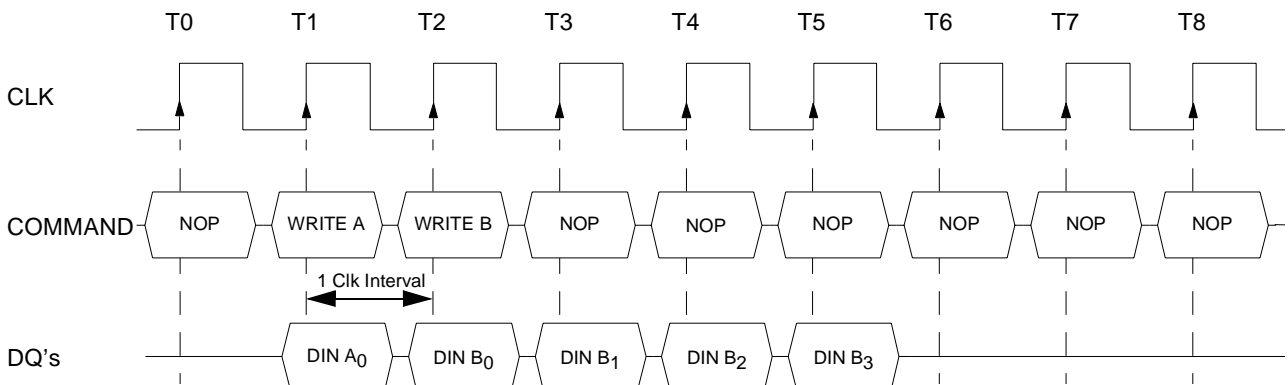 T0 T1 T2 T3 T4 T5 T6 T7 T8
CLK
COMMAND NOP WRITE A WRITE B NOP NOP NOP NOP NOP NOP
1 Clk Interval
DQ's DIN A0 DIN B0 DIN B1 DIN B2 DIN B3